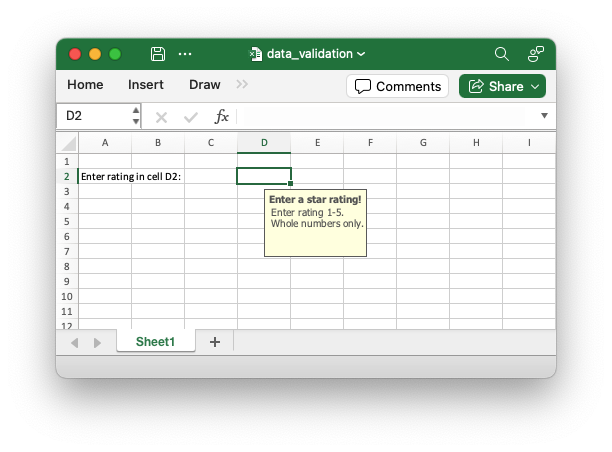 data_validation
Home Insert Draw Comments Share
D2 fx
A B C D E F G H I
1
2 Enter rating in cell D2:
3
Enter a star rating!
4
Enter rating 1-5.
5
Whole numbers only.
6
7
8
9
10
11
12
Sheet1 +